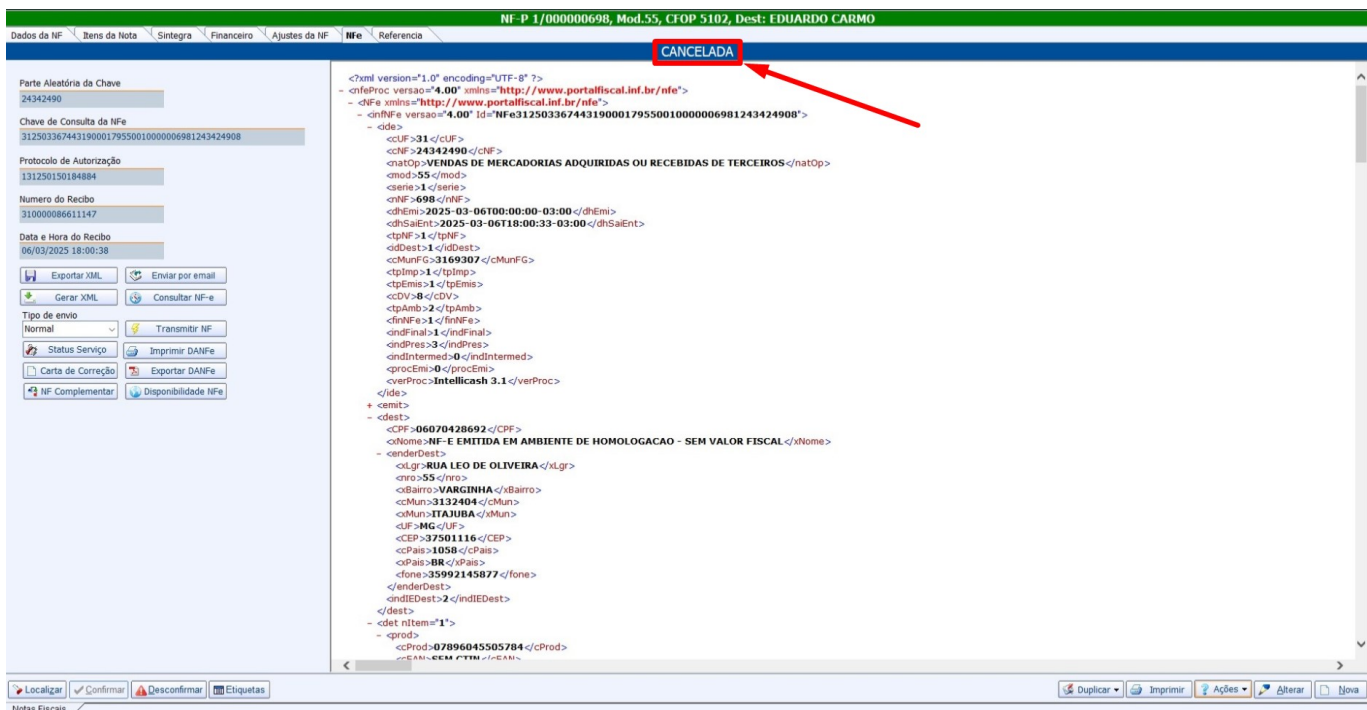 NF-P 1/000000698, Mod.55, CFOP 5102, Dest: EDUARDO CARMO
Dados da NF Itens da Nota Sintegra Financeiro Ajustes da NF NFe Referencia
CANCELADA
Parte Aleatória da Chave
24342490
Chave de Consulta da NFe
31250336744319000179550010000006981243424908
Protocolo de Autorização
131250150184884
Numero do Recibo
310000086611147
Data e Hora do Recibo
06/03/2025 18:00:38
Exportar XML Enviar por email
Gerar XML Consultar NF-e
Tipo de envio
Normal Transmitir NF
Status Serviço Imprimir DANFe
Carta de Correção Exportar DANFe
NF Complementar Disponibilidade NFe
<?xml version="1.0" encoding="UTF-8" ?>
- <nfeProc versao="4.00" xmlns="http://www.portalfiscal.inf.br/nfe">
- <NFe xmlns="http://www.portalfiscal.inf.br/nfe">
- <infNFe versao="4.00" Id="NFe31250336744319000179550010000006981243424908">
- <ide>
<cUF>31</cUF>
<cNF>24342490</cNF>
<natOp>VENDAS DE MERCADORIAS ADQUIRIDAS OU RECEBIDAS DE TERCEIROS</natOp>
<mod>55</mod>
<serie>1</serie>
<nNF>698</nNF>
<dhEmi>2025-03-06T00:00:00-03:00</dhEmi>
<dhSaiEnt>2025-03-06T18:00:33-03:00</dhSaiEnt>
<tpNF>1</tpNF>
<idDest>1</idDest>
<cMunFG>3169307</cMunFG>
<tpImp>1</tpImp>
<tpEmis>1</tpEmis>
<cDV>8</cDV>
<tpAmb>2</tpAmb>
<finNFe>1</finNFe>
<indFinal>1</indFinal>
<indPres>3</indPres>
<indIntermed>0</indIntermed>
<procEmi>0</procEmi>
<verProc>Intellicash 3.1</verProc>
</ide>
+ <emit>
- <dest>
<CPF>06070428692</CPF>
<xNome>NF-E EMITIDA EM AMBIENTE DE HOMOLOGACAO - SEM VALOR FISCAL</xNome>
- <enderDest>
<xLgr>RUA LEO DE OLIVEIRA</xLgr>
<nro>55</nro>
<xBairro>VARGINHA</xBairro>
<cMun>3132404</cMun>
<xMun>ITAJUBA</xMun>
<UF>MG</UF>
<CEP>37501116</CEP>
<cPais>1058</cPais>
<xPais>BR</xPais>
<fone>35992145877</fone>
</enderDest>
<indIEDest>2</indIEDest>
</dest>
- <det nItem="1">
- <prod>
<cProd>07896045505784</cProd>
<cEAN>SEM GTIN</cEAN>
Localizar Confirmar Desconfirmar Etiquetas Duplicar Imprimir Ações Alterar Nova
Notas Fiscais